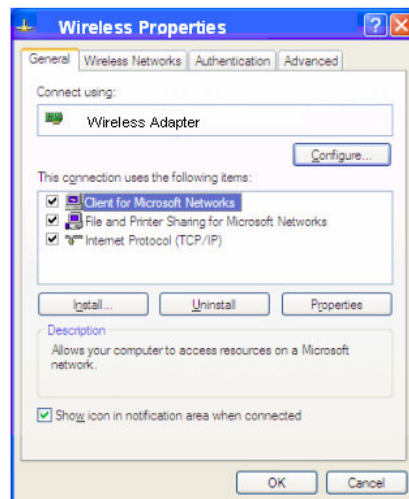 Wireless Properties
General Wireless Networks Authentication Advanced
Connect using:
Wireless Adapter
Configure...
This connection uses the following items:
Client for Microsoft Networks
File and Printer Sharing for Microsoft Networks
Internet Protocol (TCP/IP)
Install... Uninstall Properties
Description
Allows your computer to access resources on a Microsoft
network.
Show icon in notification area when connected
OK Cancel